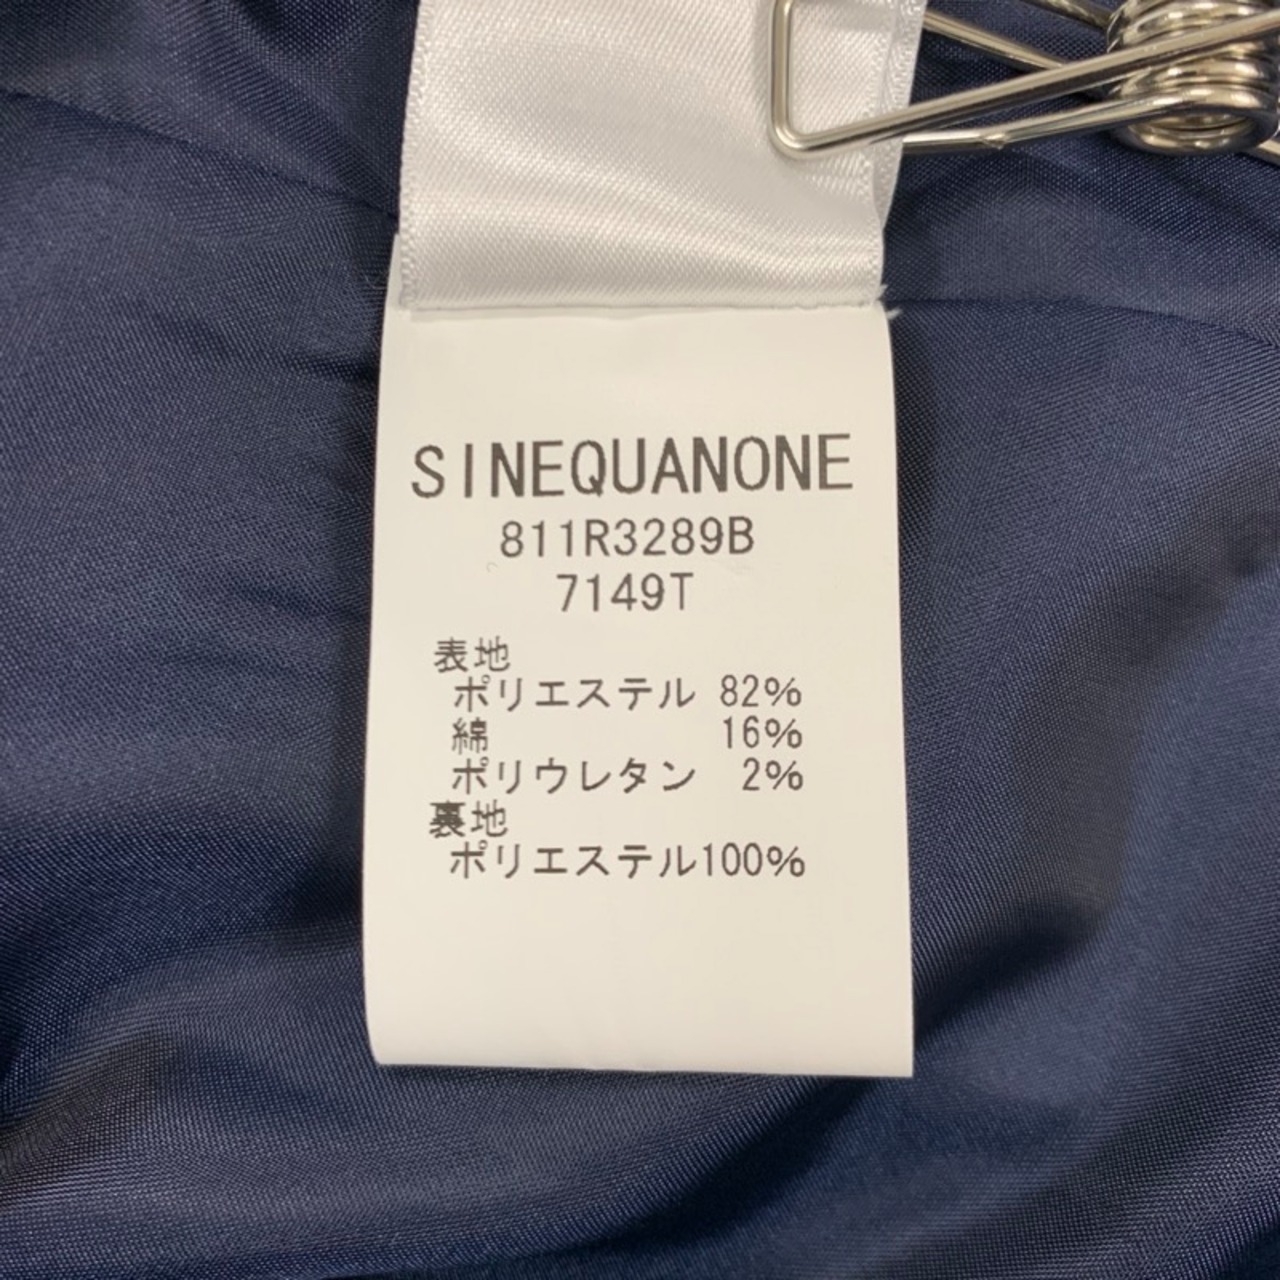 SINEQUANONE
811R3289B
7149T
表地
ポリエステル 82%
綿 16%
ポリウレタン 2%
裏地
ポリエステル100%